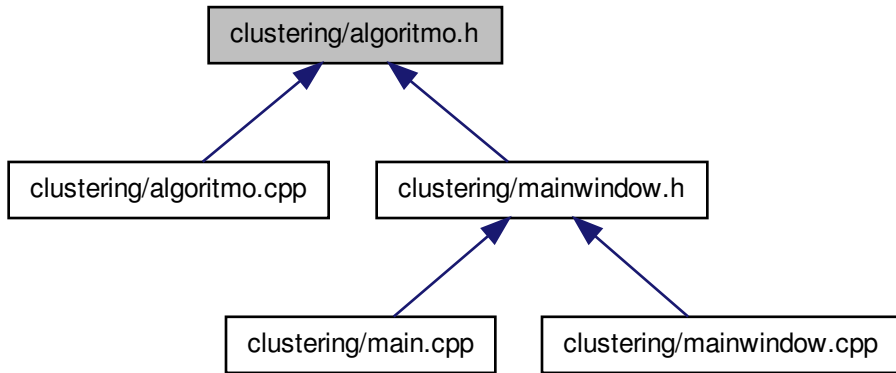 clustering/algoritmo.h
clustering/algoritmo.cpp
clustering/mainwindow.h
clustering/main.cpp
clustering/mainwindow.cpp